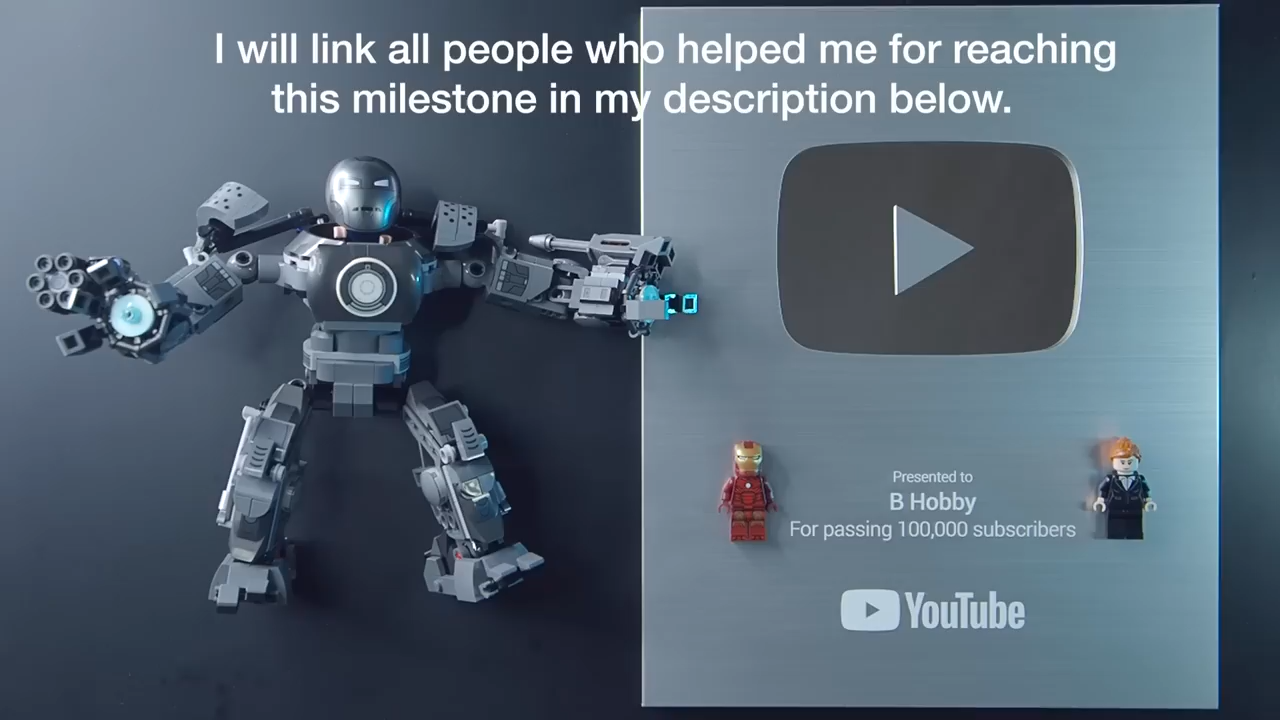 I will link all people who helped me for reaching
this milestone in my description below.
Presented to
B Hobby
For passing 100,000 subscribers
YouTube